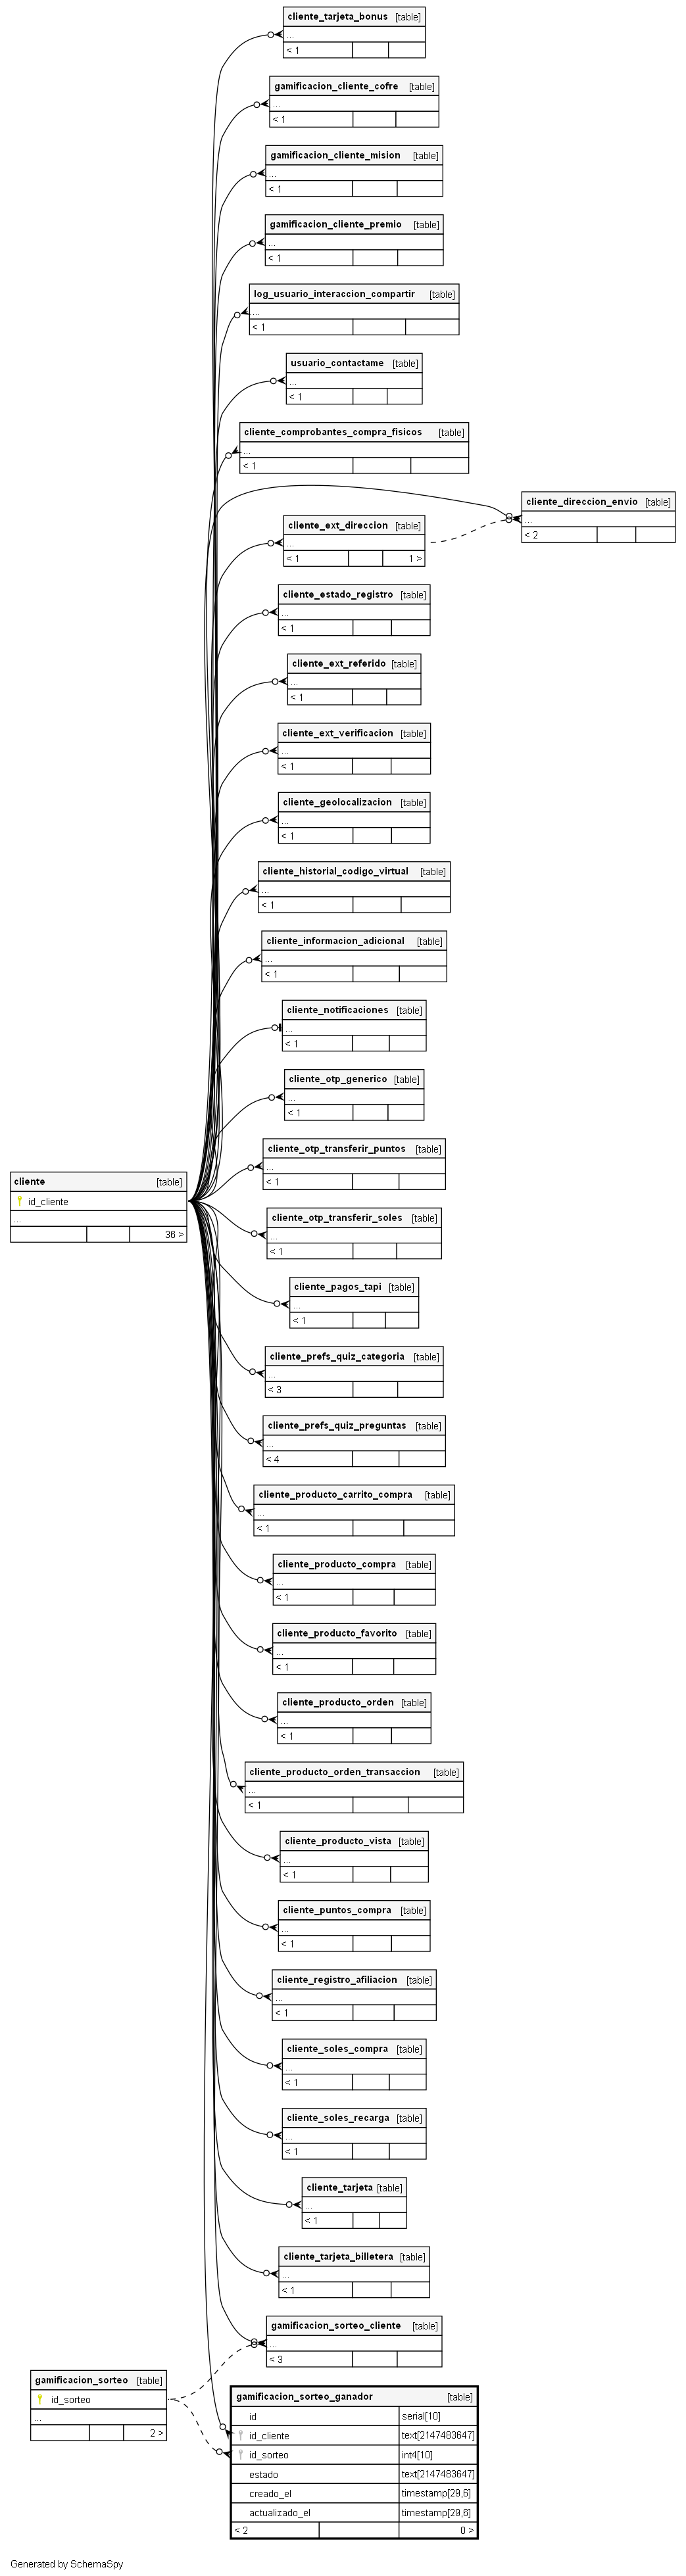 cliente_tarjeta_bonus [table]
...
< 1
gamificacion_cliente_cofre [table]
...
< 1
gamificacion_cliente_mision [table]
...
< 1
gamificacion_cliente_premio [table]
...
< 1
log_usuario_interaccion_compartir [table]
...
< 1
usuario_contactame [table]
...
< 1
cliente_comprobantes_compra_fisicos [table]
...
< 1
cliente_direccion_envio [table]
...
< 2
cliente_ext_direccion [table]
...
< 1 1 >
cliente_estado_registro [table]
...
< 1
cliente_ext_referido [table]
...
< 1
cliente_ext_verificacion [table]
...
< 1
cliente_geolocalizacion [table]
...
< 1
cliente_historial_codigo_virtual [table]
...
< 1
cliente_informacion_adicional [table]
...
< 1
cliente_notificaciones [table]
...
< 1
cliente_otp_generico [table]
...
< 1
cliente_otp_transferir_puntos [table]
...
< 1
cliente [table]
id_cliente
...
36 >
cliente_otp_transferir_soles [table]
...
< 1
cliente_pagos_tapi [table]
...
< 1
cliente_prefs_quiz_categoria [table]
...
< 3
cliente_prefs_quiz_preguntas [table]
...
< 4
cliente_producto_carrito_compra [table]
...
< 1
cliente_producto_compra [table]
...
< 1
cliente_producto_favorito [table]
...
< 1
cliente_producto_orden [table]
...
< 1
cliente_producto_orden_transaccion [table]
...
< 1
cliente_producto_vista [table]
...
< 1
cliente_puntos_compra [table]
...
< 1
cliente_registro_afiliacion [table]
...
< 1
cliente_soles_compra [table]
...
< 1
cliente_soles_recarga [table]
...
< 1
cliente_tarjeta [table]
...
< 1
cliente_tarjeta_billetera [table]
...
< 1
gamificacion_sorteo_cliente [table]
...
< 3
gamificacion_sorteo [table]
id_sorteo
...
2 >
gamificacion_sorteo_ganador [table]
id serial[10]
id_cliente text[2147483647]
id_sorteo int4[10]
estado text[2147483647]
creado_el timestamp[29,6]
actualizado_el timestamp[29,6]
< 2 0 >
Generated by SchemaSpy